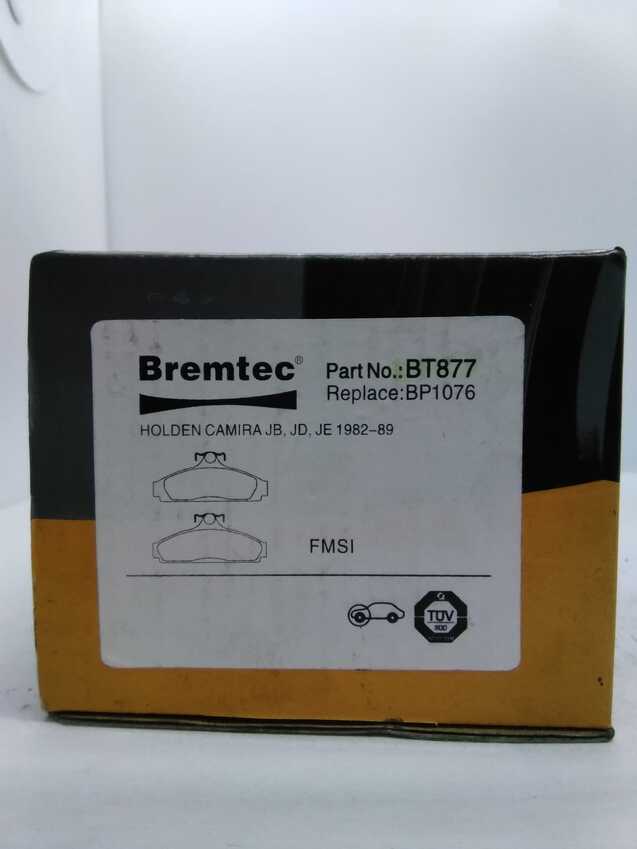 Bremtec®
Part No.:BT877
Replace:BP1076
HOLDEN CAMIRA JB, JD, JE 1982-89
FMSI
TÜV